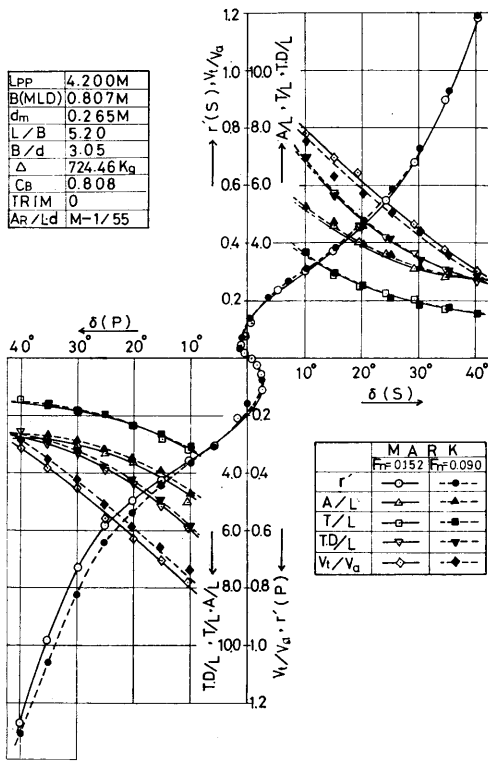 Lpp 4.200M
B(MLD) 0.807M
dm 0.265M
L/B 5.20
B/d 3.05
Δ 724.46 Kg
CB 0.808
TRIM 0
AR/Ld M-1/55
r'(S), Vt/Va
A/L, T/L, T.D/L
1.2
1.0 10.0
0.8 8.0
0.6 6.0
0.4 4.0
0.2
10° 20° 30° 40°
δ(S)
δ(P)
40° 30° 20° 10°
0.2
4.0 0.4
6.0 0.6
8.0 0.8
10.0 1.0
1.2
T.D/L, T/L, A/L
Vt/Va, r'(P)
MARK
Fn=0.152 Fn=0.090
r'
A/L
T/L
T.D/L
Vt/Va